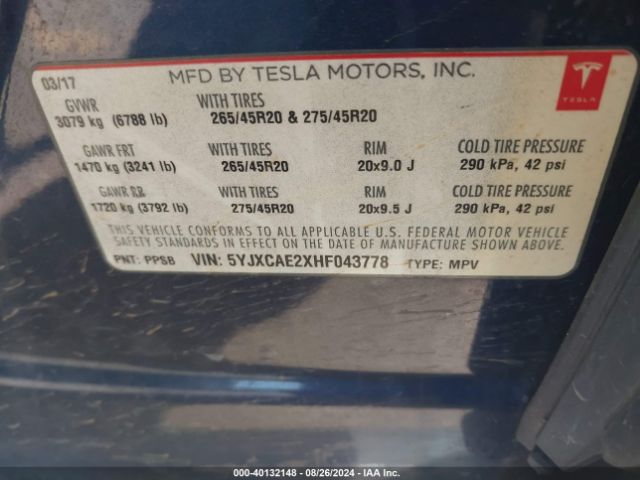 03/17 MFD BY TESLA MOTORS, INC.
TESLA
GVWR WITH TIRES
3079 kg (6788 lb) 265/45R20 & 275/45R20
GAWR FRT WITH TIRES RIM COLD TIRE PRESSURE
1470 kg (3241 lb) 265/45R20 20x9.0 J 290 kPa, 42 psi
GAWR RR WITH TIRES RIM COLD TIRE PRESSURE
1720 kg (3792 lb) 275/45R20 20x9.5 J 290 kPa, 42 psi
THIS VEHICLE CONFORMS TO ALL APPLICABLE U.S. FEDERAL MOTOR VEHICLE
SAFETY STANDARDS IN EFFECT ON THE DATE OF MANUFACTURE SHOWN ABOVE.
PNT: PPSB VIN: 5YJXCAE2XHF043778 TYPE: MPV
000-40132148 - 08/26/2024 - IAAI.COM